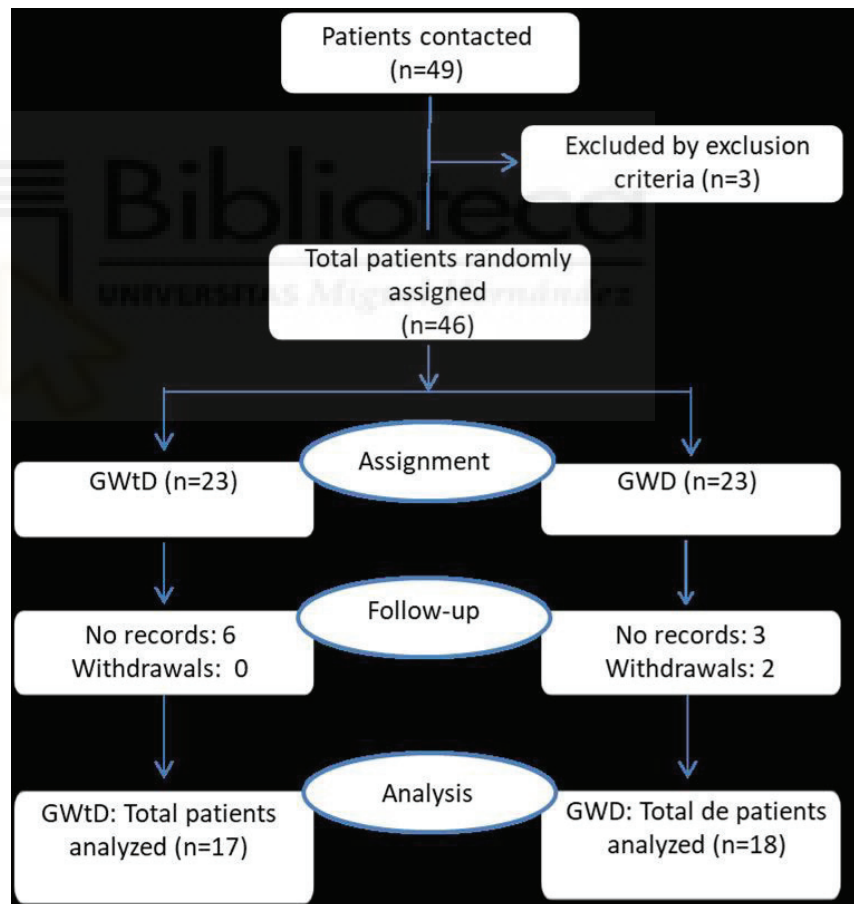 Patients contacted
(n=49)
Excluded by exclusion
criteria (n=3)
Biblioteca
Total patients randomly
assigned
(n=46)
UNIVERSITAS Miguel Hernández
Assignment
GWtD (n=23)
GWD (n=23)
Follow-up
No records: 6
Withdrawals: 0
No records: 3
Withdrawals: 2
Analysis
GWtD: Total patients
analyzed (n=17)
GWD: Total de patients
analyzed (n=18)